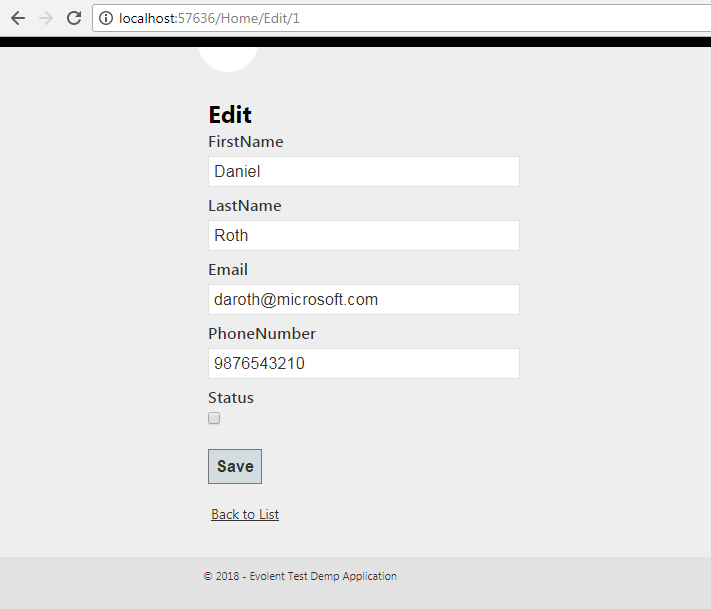 localhost:57636/Home/Edit/1
Edit
FirstName
Daniel
LastName
Roth
Email
daroth@microsoft.com
PhoneNumber
9876543210
Status
Save
Back to List
© 2018 - Evolent Test Demp Application